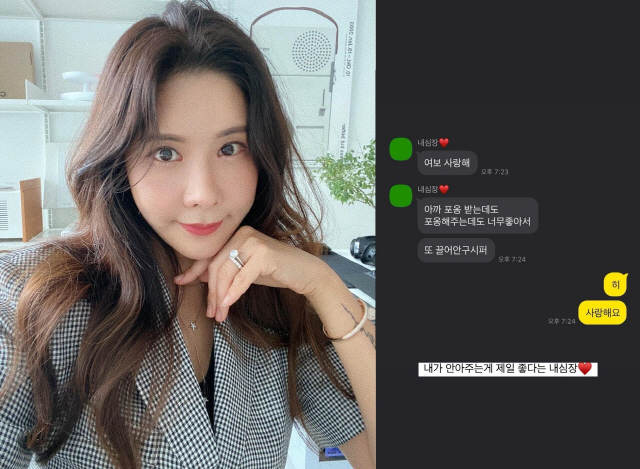 내심장❤️
여보 사랑해
오후 7:23
내심장❤️
아까 포옹 받는데도
포옹해주는데도 너무좋아서
또 끌어안구시퍼
오후 7:24
히
사랑해요
오후 7:24
내가 안아주는게 제일 좋다는 내심장❤️